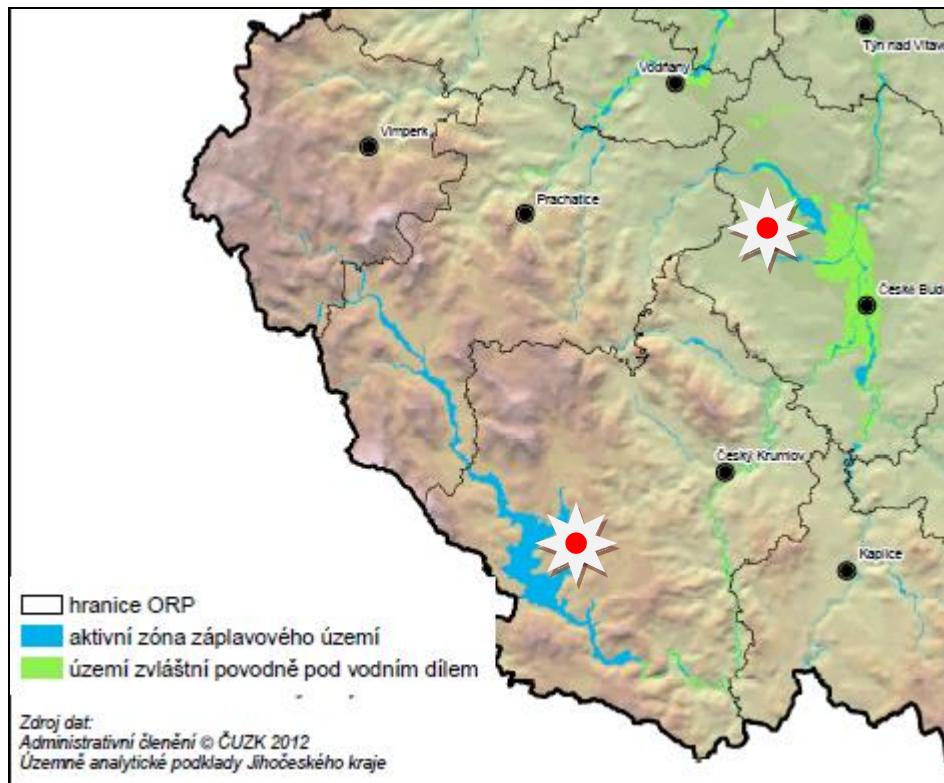 Týn nad Vltavo
Vodňany
Vimperk
Prachatice
České Bud
Český Krumlov
Kaplice
hranice ORP
aktivní zóna záplavového území
území zvláštní povodně pod vodním dílem
Zdroj dat:
Administrativní členění © ČUZK 2012
Územně analytické podklady Jihočeského kraje